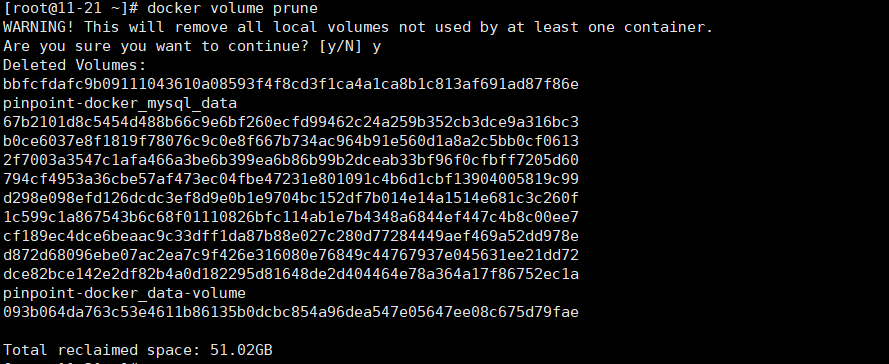 [root@11-21 ~]# docker volume prune
WARNING! This will remove all local volumes not used by at least one container.
Are you sure you want to continue? [y/N] y
Deleted Volumes:
bbfcfdafc9b09111043610a08593f4f8cd3f1ca4a1ca8b1c813af691ad87f86e
pinpoint-docker_mysql_data
67b2101d8c5454d488b66c9e6bf260ecfd99462c24a259b352cb3dce9a316bc3
b0ce6037e8f1819f78076c9c0e8f667b734ac964b91e560d1a8a2c5bb0cf0613
2f7003a3547c1afa466a3be6b399ea6b86b99b2dceab33bf96f0cfbff7205d60
794cf4953a36cbe57af473ec04fbe47231e801091c4b6d1cbf13904005819c99
d298e098efd126dcdc3ef8d9e0b1e9704bc152df7b014e14a1514e681c3c260f
1c599c1a867543b6c68f01110826bfc114ab1e7b4348a6844ef447c4b8c00ee7
cf189ec4dce6beaac9c33dff1da87b88e027c280d77284449aef469a52dd978e
d872d68096ebe07ac2ea7c9f426e316080e76849c44767937e045631ee21dd72
dce82bce142e2df82b4a0d182295d81648de2d404464e78a364a17f86752ec1a
pinpoint-docker_data-volume
093b064da763c53e4611b86135b0dcbc854a96dea547e05647ee08c675d79fae
Total reclaimed space: 51.02GB